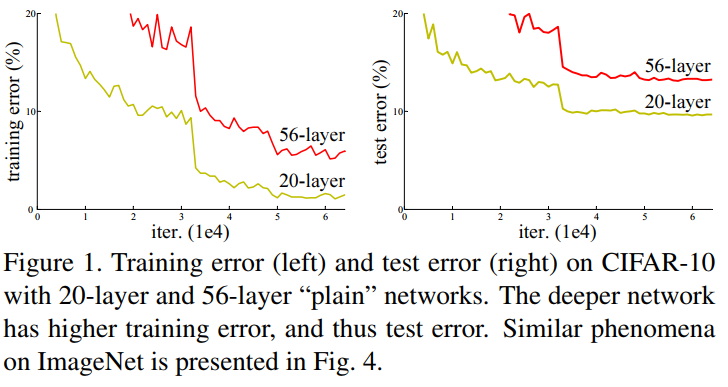 20
10
0
training error (%)
56-layer
20-layer
0 1 2 3 4 5 6
iter. (1e4)
20
10
0
test error (%)
56-layer
20-layer
0 1 2 3 4 5 6
iter. (1e4)
Figure 1. Training error (left) and test error (right) on CIFAR-10
with 20-layer and 56-layer “plain” networks. The deeper network
has higher training error, and thus test error. Similar phenomena
on ImageNet is presented in Fig. 4.